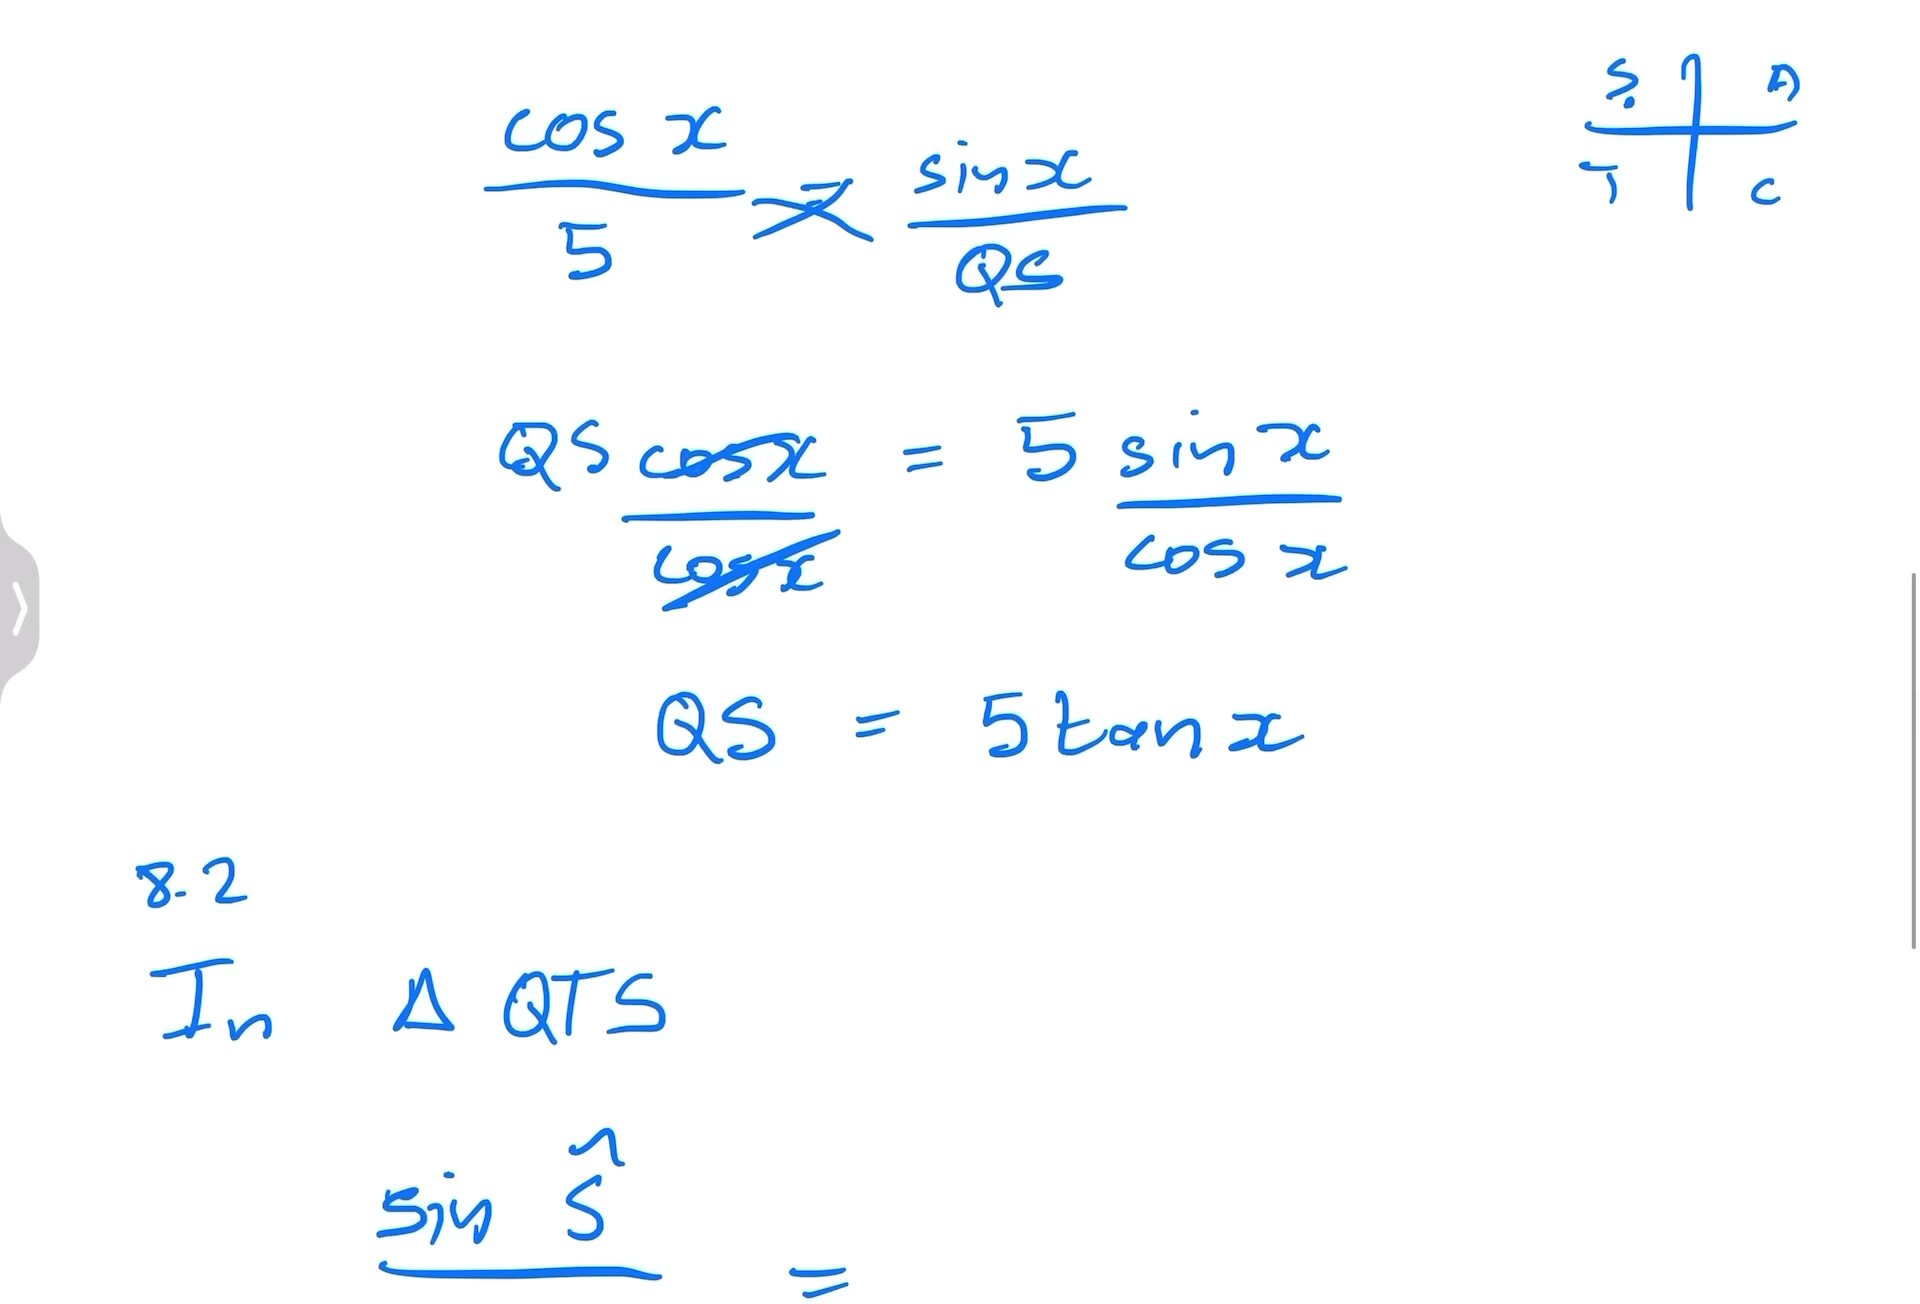 S A
T C
cos x / 5 = sin x / QS
QS cos x / cos x = 5 sin x / cos x
QS = 5 tan x
8.2
In Δ QTS
sin Ŝ =